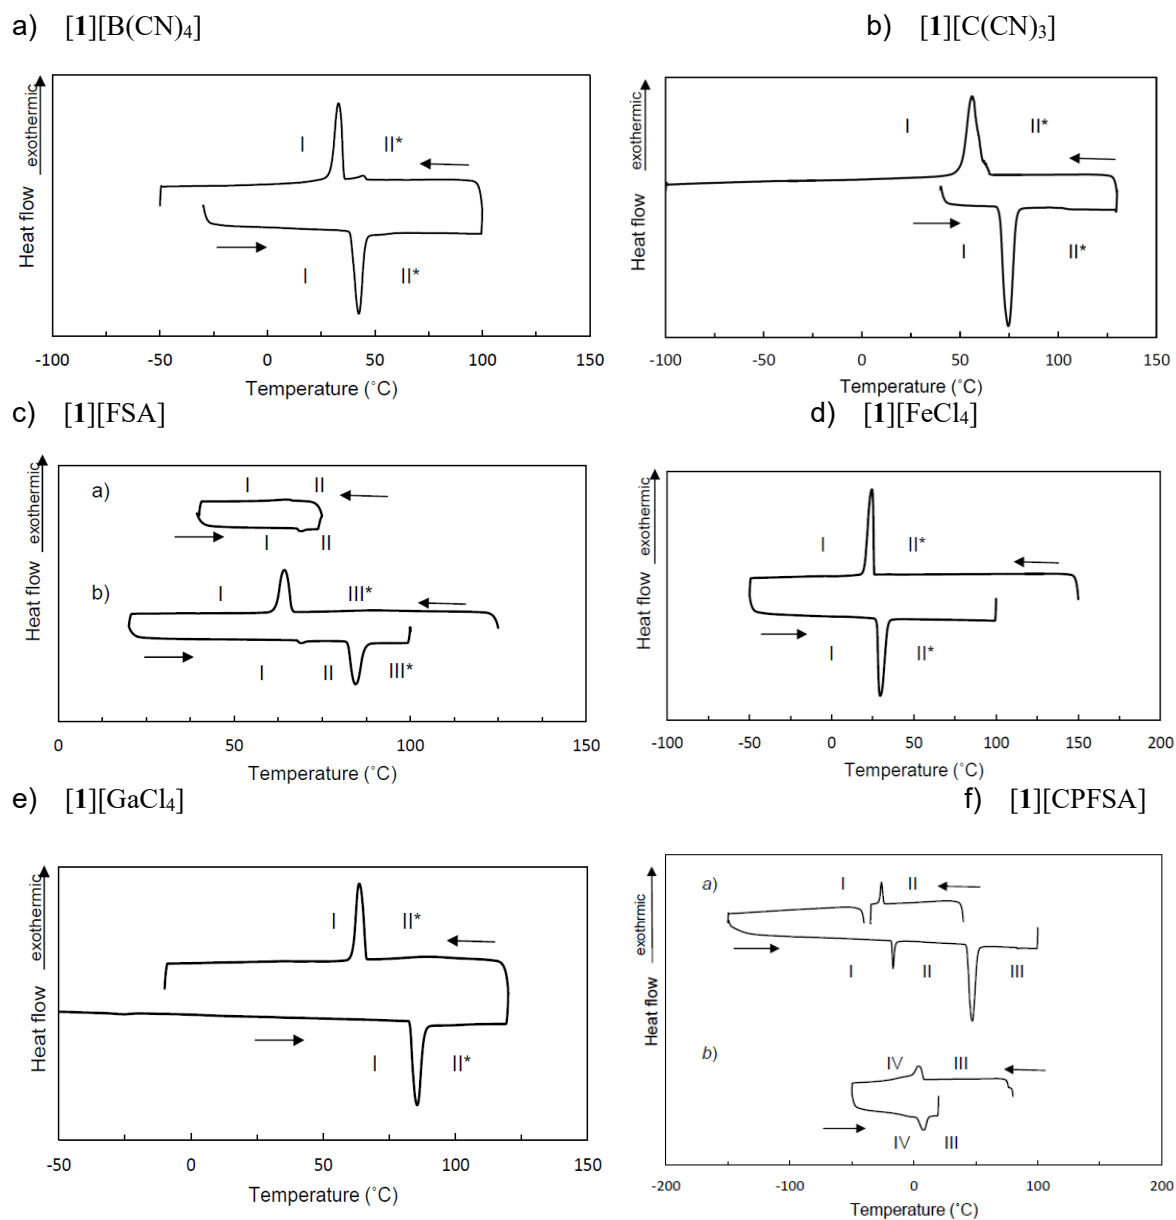 a) [1][B(CN)₄]
b) [1][C(CN)₃]
Heat flow
exothermic
I
II*
I
II*
-100 -50 0 50 100 150
Temperature (˚C)
Heat flow
exothermic
I
II*
I
II*
-100 -50 0 50 100 150
Temperature (˚C)
c) [1][FSA]
d) [1][FeCl₄]
Heat flow
exothermic
a)
I
II
I
II
b)
I
III*
I
II
III*
0 50 100 150
Temperature (˚C)
Heat flow
exothermic
I
II*
I
II*
-100 -50 0 50 100 150 200
Temperature (˚C)
e) [1][GaCl₄]
f) [1][CPFSA]
Heat flow
exothermic
I
II*
I
II*
-50 0 50 100 150
Temperature (˚C)
Heat flow
exothrmic
a)
I
II
I
II
III
b)
IV
III
IV
III
-200 -100 0 100 200
Temperature (˚C)